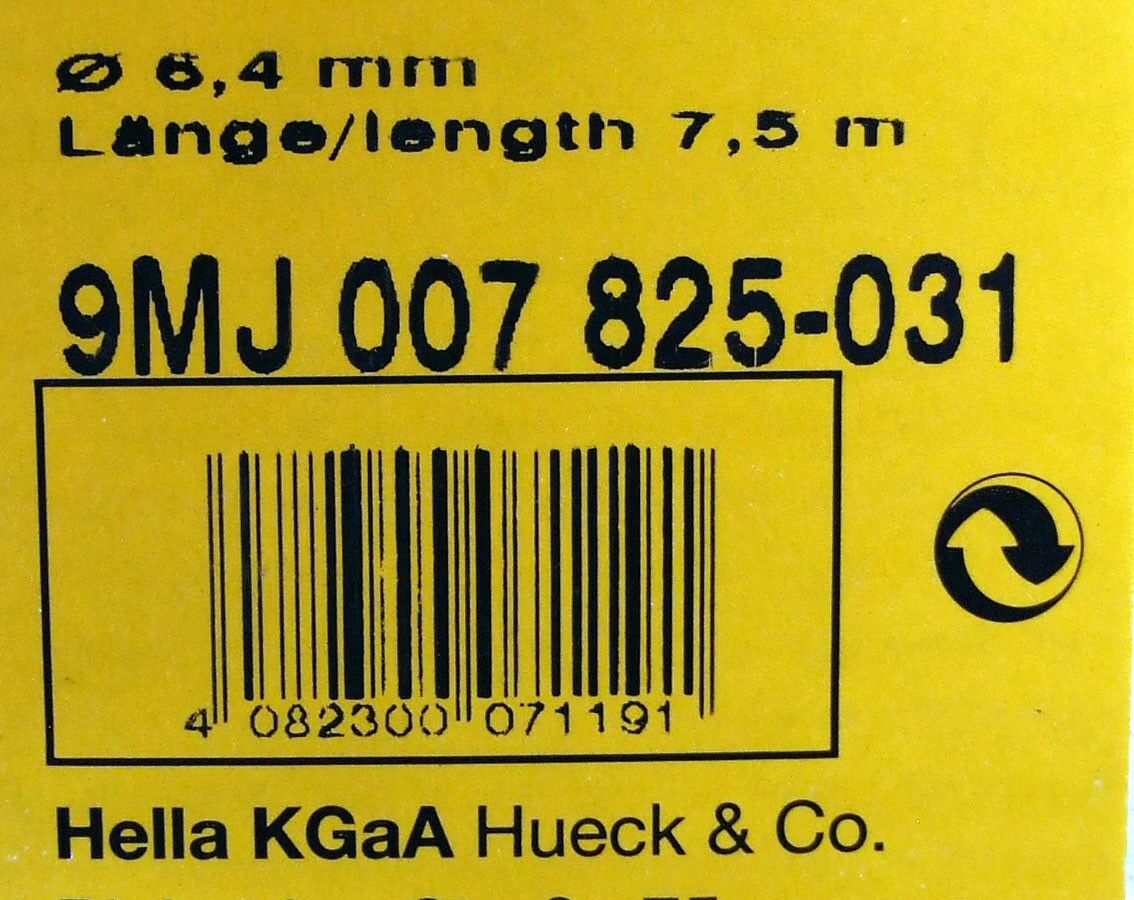 Ø 6,4 mm
Länge/length 7,5 m
9MJ 007 825-031
4 082300 071191
Hella KGaA Hueck & Co.